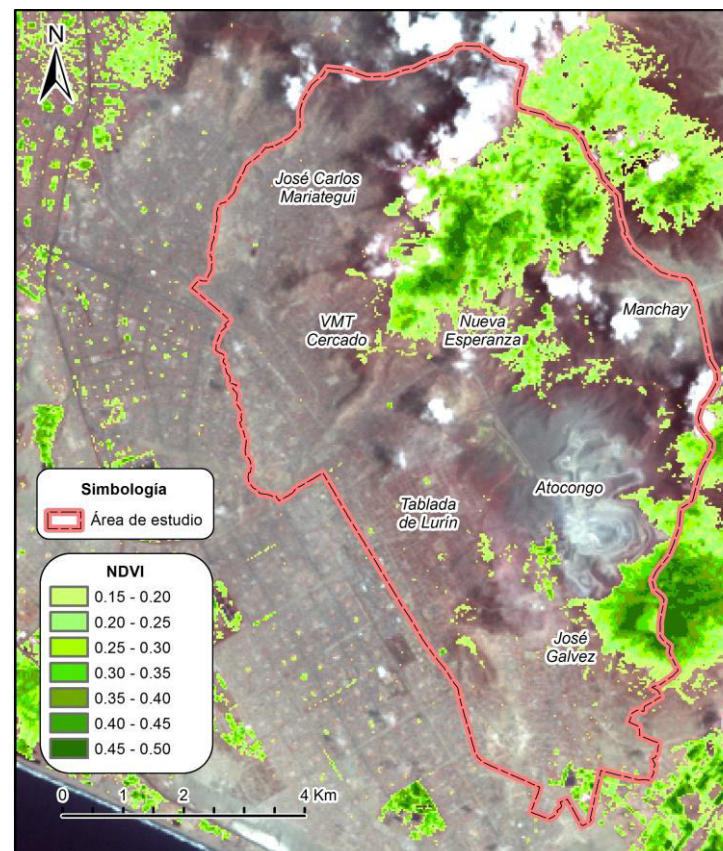 N
José Carlos
Mariategui
VMT
Cercado
Nueva
Esperanza
Manchay
Atocongo
Tablada
de Lurín
José
Galvez
Simbología
Área de estudio
NDVI
0.15 - 0.20
0.20 - 0.25
0.25 - 0.30
0.30 - 0.35
0.35 - 0.40
0.40 - 0.45
0.45 - 0.50
0 1 2 4 Km